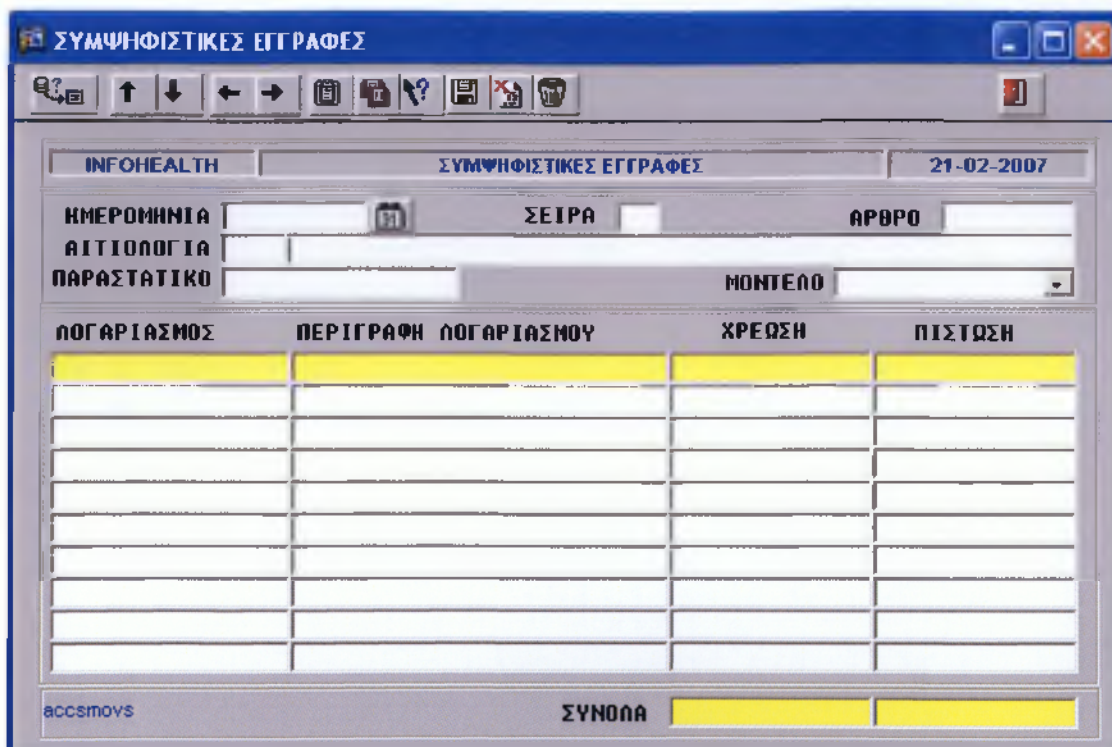 ΣΥΜΨΗΦΙΣΤΙΚΕΣ ΕΓΓΡΑΦΕΣ
INFOHEALTH ΣΥΜΨΗΦΙΣΤΙΚΕΣ ΕΓΓΡΑΦΕΣ 21-02-2007
ΗΜΕΡΟΜΗΝΙΑ ΣΕΙΡΑ ΑΡΘΡΟ
ΑΙΤΙΟΛΟΓΙΑ
ΠΑΡΑΣΤΑΤΙΚΟ ΜΟΝΤΕΛΟ
ΛΟΓΑΡΙΑΣΜΟΣ ΠΕΡΙΓΡΑΦΗ ΛΟΓΑΡΙΑΣΜΟΥ ΧΡΕΩΣΗ ΠΙΣΤΩΣΗ
accsmovs ΣΥΝΟΛΑ